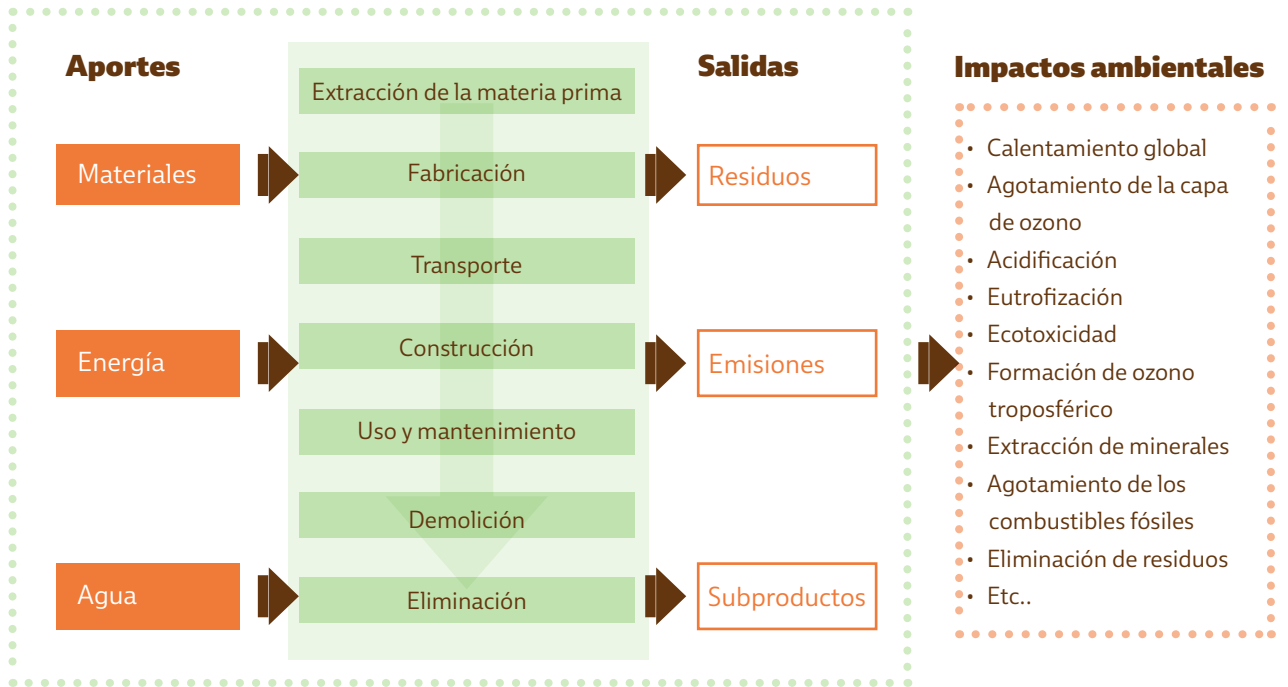 Aportes
Materiales
Energía
Agua
Extracción de la materia prima
Fabricación
Transporte
Construcción
Uso y mantenimiento
Demolición
Eliminación
Salidas
Residuos
Emisiones
Subproductos
Impactos ambientales
• Calentamiento global
• Agotamiento de la capa
de ozono
• Acidificación
• Eutrofización
• Ecotoxicidad
• Formación de ozono
troposférico
• Extracción de minerales
• Agotamiento de los
combustibles fósiles
• Eliminación de residuos
• Etc..